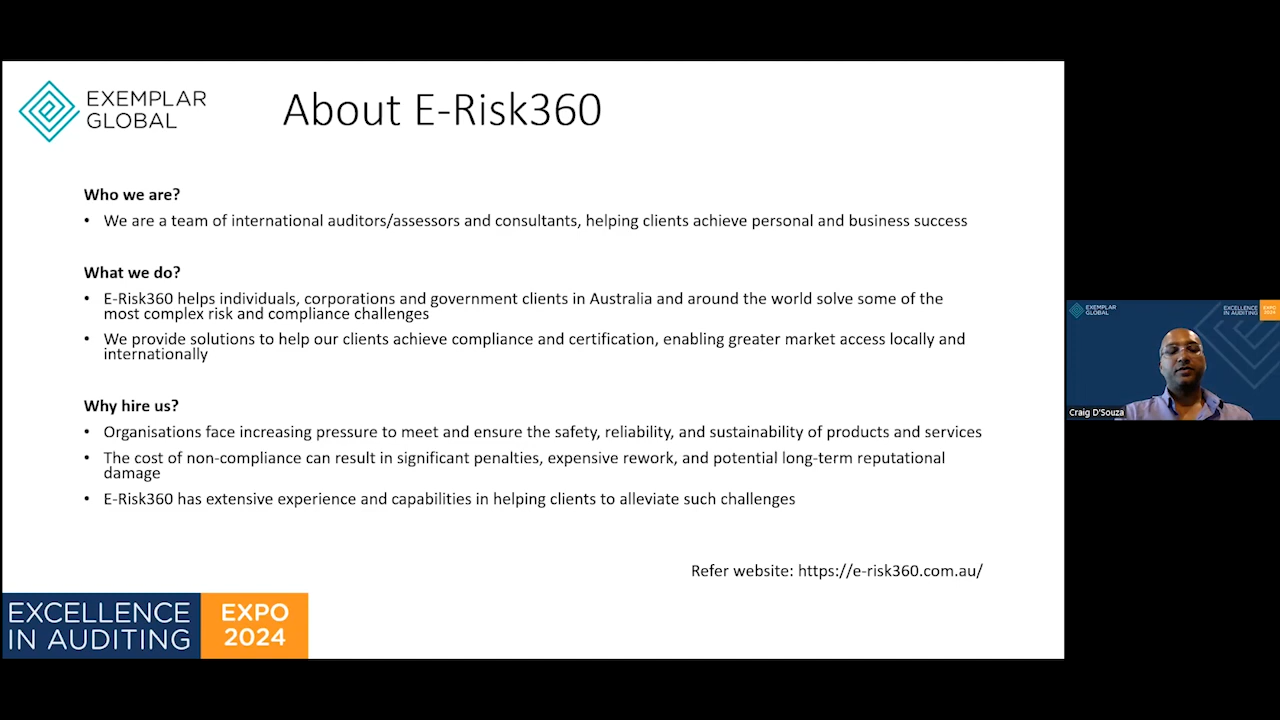 EXEMPLAR
GLOBAL
About E-Risk360
Who we are?
• We are a team of international auditors/assessors and consultants, helping clients achieve personal and business success
What we do?
• E-Risk360 helps individuals, corporations and government clients in Australia and around the world solve some of the
most complex risk and compliance challenges
• We provide solutions to help our clients achieve compliance and certification, enabling greater market access locally and
internationally
Why hire us?
• Organisations face increasing pressure to meet and ensure the safety, reliability, and sustainability of products and services
• The cost of non-compliance can result in significant penalties, expensive rework, and potential long-term reputational
damage
• E-Risk360 has extensive experience and capabilities in helping clients to alleviate such challenges
Refer website: https://e-risk360.com.au/
EXCELLENCE
IN AUDITING
EXPO
2024
EXEMPLAR
GLOBAL
EXCELLENCE
IN AUDITING
EXPO
2024
Craig D'Souza